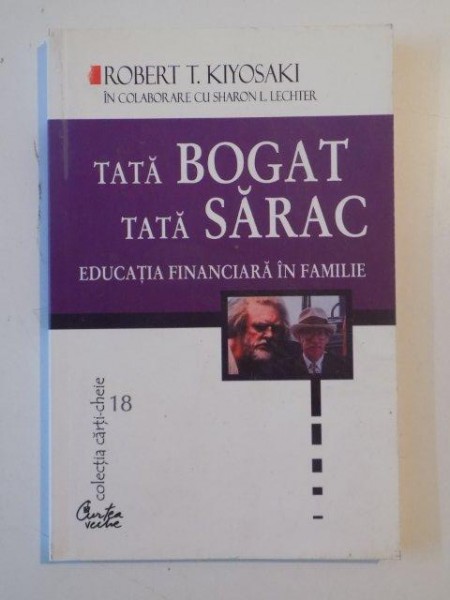 ROBERT T. KIYOSAKI
ÎN COLABORARE CU SHARON L. LECHTER
TATĂ BOGAT
TATĂ SĂRAC
EDUCAȚIA FINANCIARĂ ÎN FAMILIE
colecția cărți-cheie 18
Curtea
veche